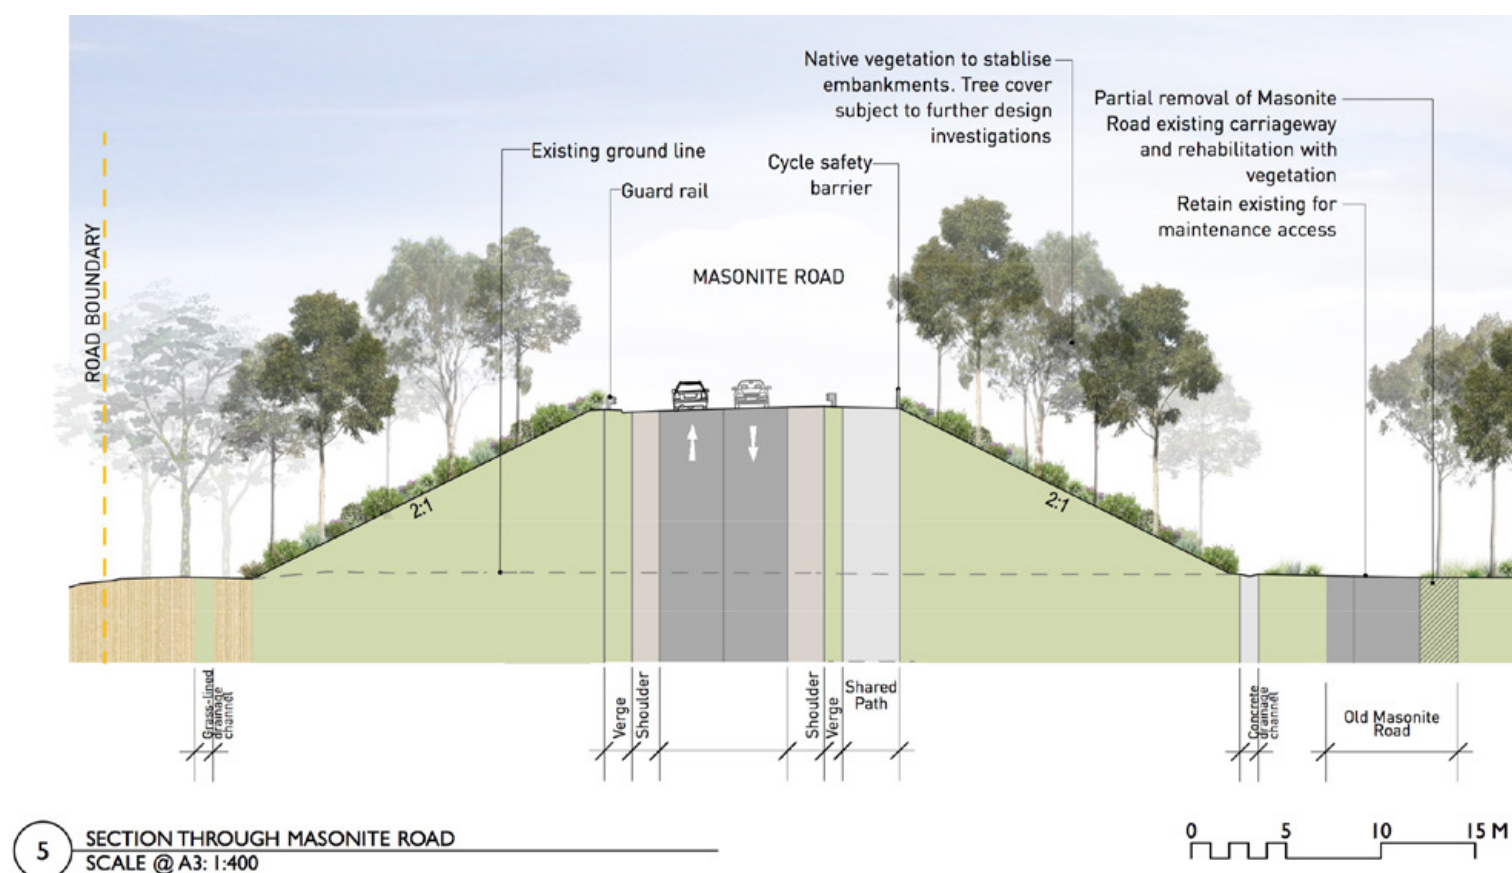 Native vegetation to stablise
embankments. Tree cover
subject to further design
investigations
Partial removal of Masonite
Road existing carriageway
and rehabilitation with
vegetation
Existing ground line
Cycle safety
barrier
Guard rail
Retain existing for
maintenance access
ROAD BOUNDARY
MASONITE ROAD
2:1
2:1
Grass-lined
drainage
channel
Verge
Shoulder
Shoulder
Verge
Shared
Path
Concrete
drainage
channel
Old Masonite
Road
5
SECTION THROUGH MASONITE ROAD
SCALE @ A3: 1:400
0 5 10 15 M